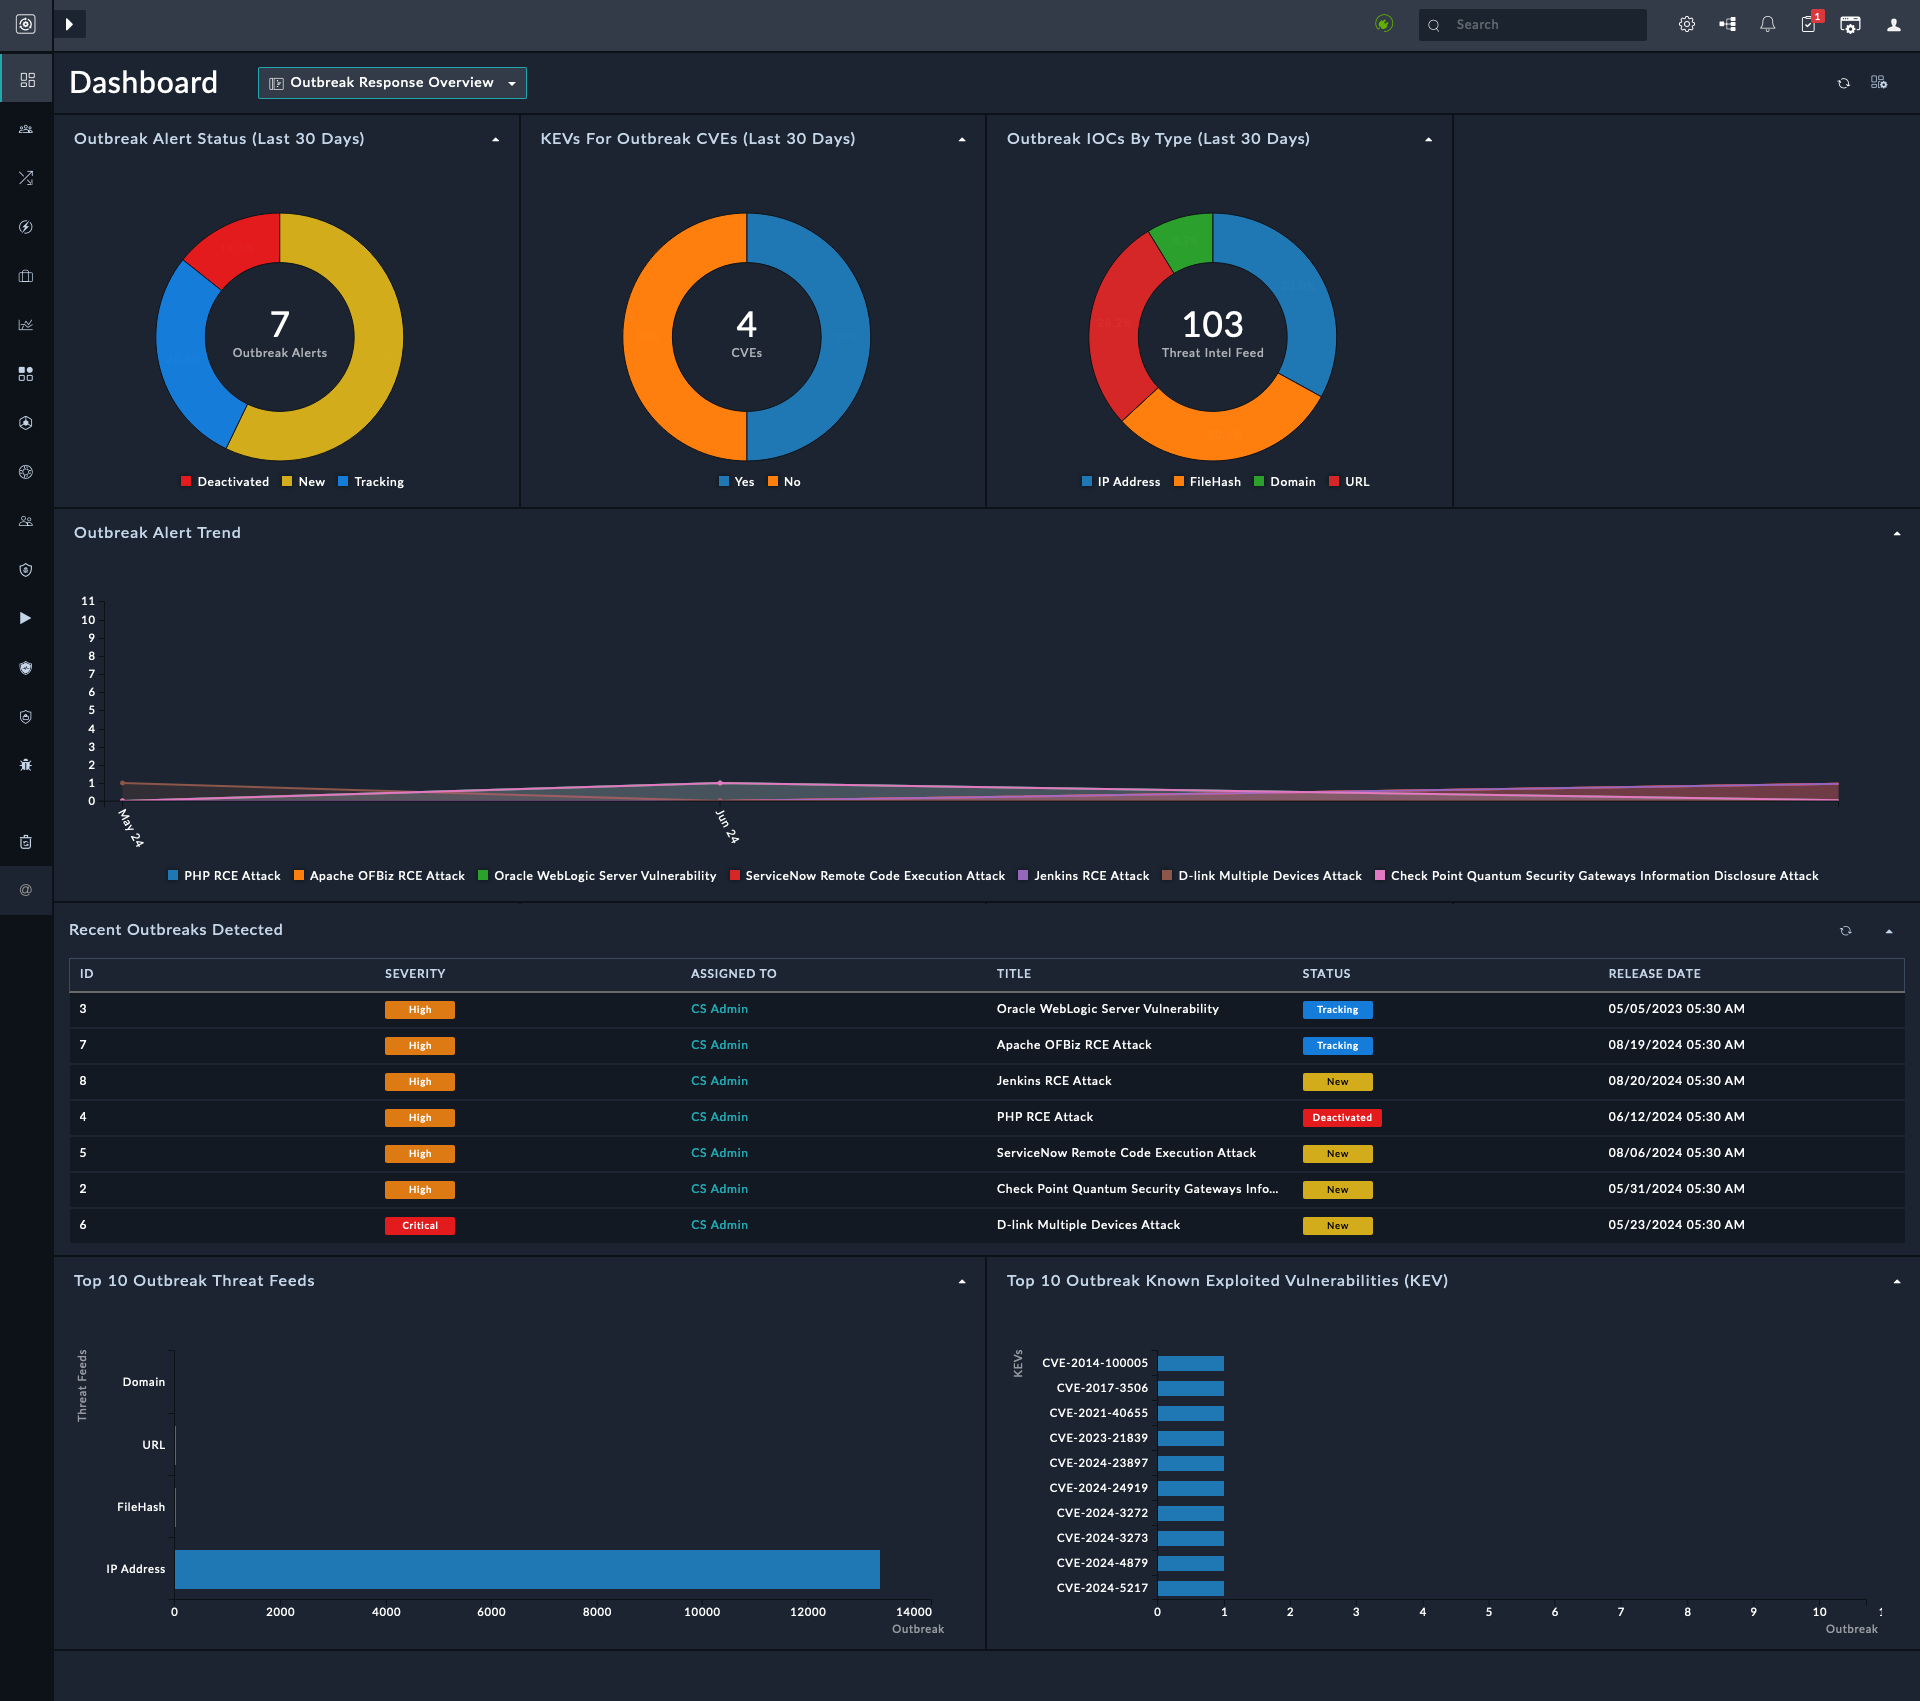 Search
1
Dashboard
Outbreak Response Overview
Outbreak Alert Status (Last 30 Days)
7
Outbreak Alerts
Deactivated New Tracking
KEVs For Outbreak CVEs (Last 30 Days)
4
CVEs
Yes No
Outbreak IOCs By Type (Last 30 Days)
103
Threat Intel Feed
IP Address FileHash Domain URL
Outbreak Alert Trend
11
10
9
8
7
6
5
4
3
2
1
0
May 24
Jun 24
PHP RCE Attack Apache OFBiz RCE Attack Oracle WebLogic Server Vulnerability ServiceNow Remote Code Execution Attack Jenkins RCE Attack D-link Multiple Devices Attack Check Point Quantum Security Gateways Information Disclosure Attack
Recent Outbreaks Detected
ID SEVERITY ASSIGNED TO TITLE STATUS RELEASE DATE
3 High CS Admin Oracle WebLogic Server Vulnerability Tracking 05/05/2023 05:30 AM
7 High CS Admin Apache OFBiz RCE Attack Tracking 08/19/2024 05:30 AM
8 High CS Admin Jenkins RCE Attack New 08/20/2024 05:30 AM
4 High CS Admin PHP RCE Attack Deactivated 06/12/2024 05:30 AM
5 High CS Admin ServiceNow Remote Code Execution Attack New 08/06/2024 05:30 AM
2 High CS Admin Check Point Quantum Security Gateways Info... New 05/31/2024 05:30 AM
6 Critical CS Admin D-link Multiple Devices Attack New 05/23/2024 05:30 AM
Top 10 Outbreak Threat Feeds
Threat Feeds
Domain
URL
FileHash
IP Address
0 2000 4000 6000 8000 10000 12000 14000
Outbreak
Top 10 Outbreak Known Exploited Vulnerabilities (KEV)
KEVs
CVE-2014-100005
CVE-2017-3506
CVE-2021-40655
CVE-2023-21839
CVE-2024-23897
CVE-2024-24919
CVE-2024-3272
CVE-2024-3273
CVE-2024-4879
CVE-2024-5217
0 1 2 3 4 5 6 7 8 9 10
Outbreak